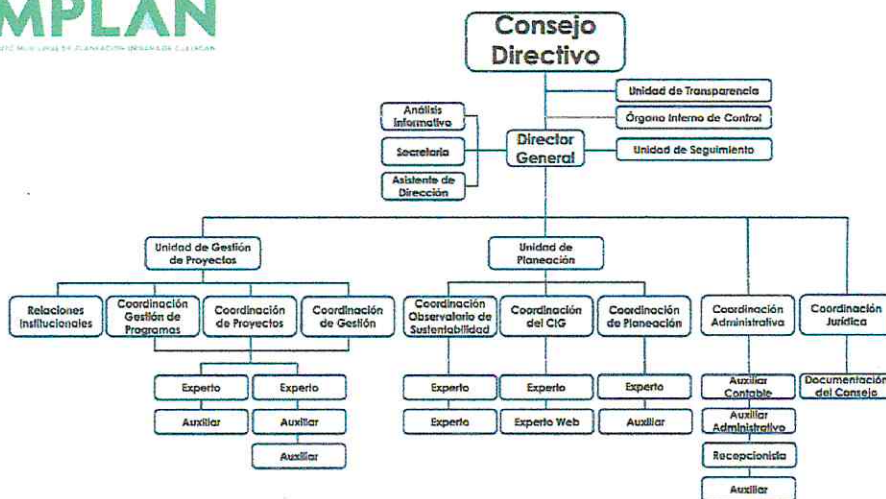 MPLAN
Consejo
Directivo
Unidad de Transparencia
Órgano Interno de Control
Análisis
Informativo
Secretaria
Asistente de
Dirección
Director
General
Unidad de Seguimiento
Unidad de Gestión
de Proyectos
Unidad de
Planeación
Relaciones
Institucionales
Coordinación
Gestión de
Programas
Coordinación
de Proyectos
Coordinación
de Gestión
Coordinación
Observatorio de
Sustentabilidad
Coordinación
del CIG
Coordinación
de Planeación
Coordinación
Administrativa
Coordinación
Jurídica
Experto
Experto
Experto
Experto
Experto
Auxiliar
Contable
Documentación
del Consejo
Auxiliar
Auxiliar
Experto
Experto Web
Auxiliar
Auxiliar
Administrativo
Auxiliar
Recepcionista
Auxiliar